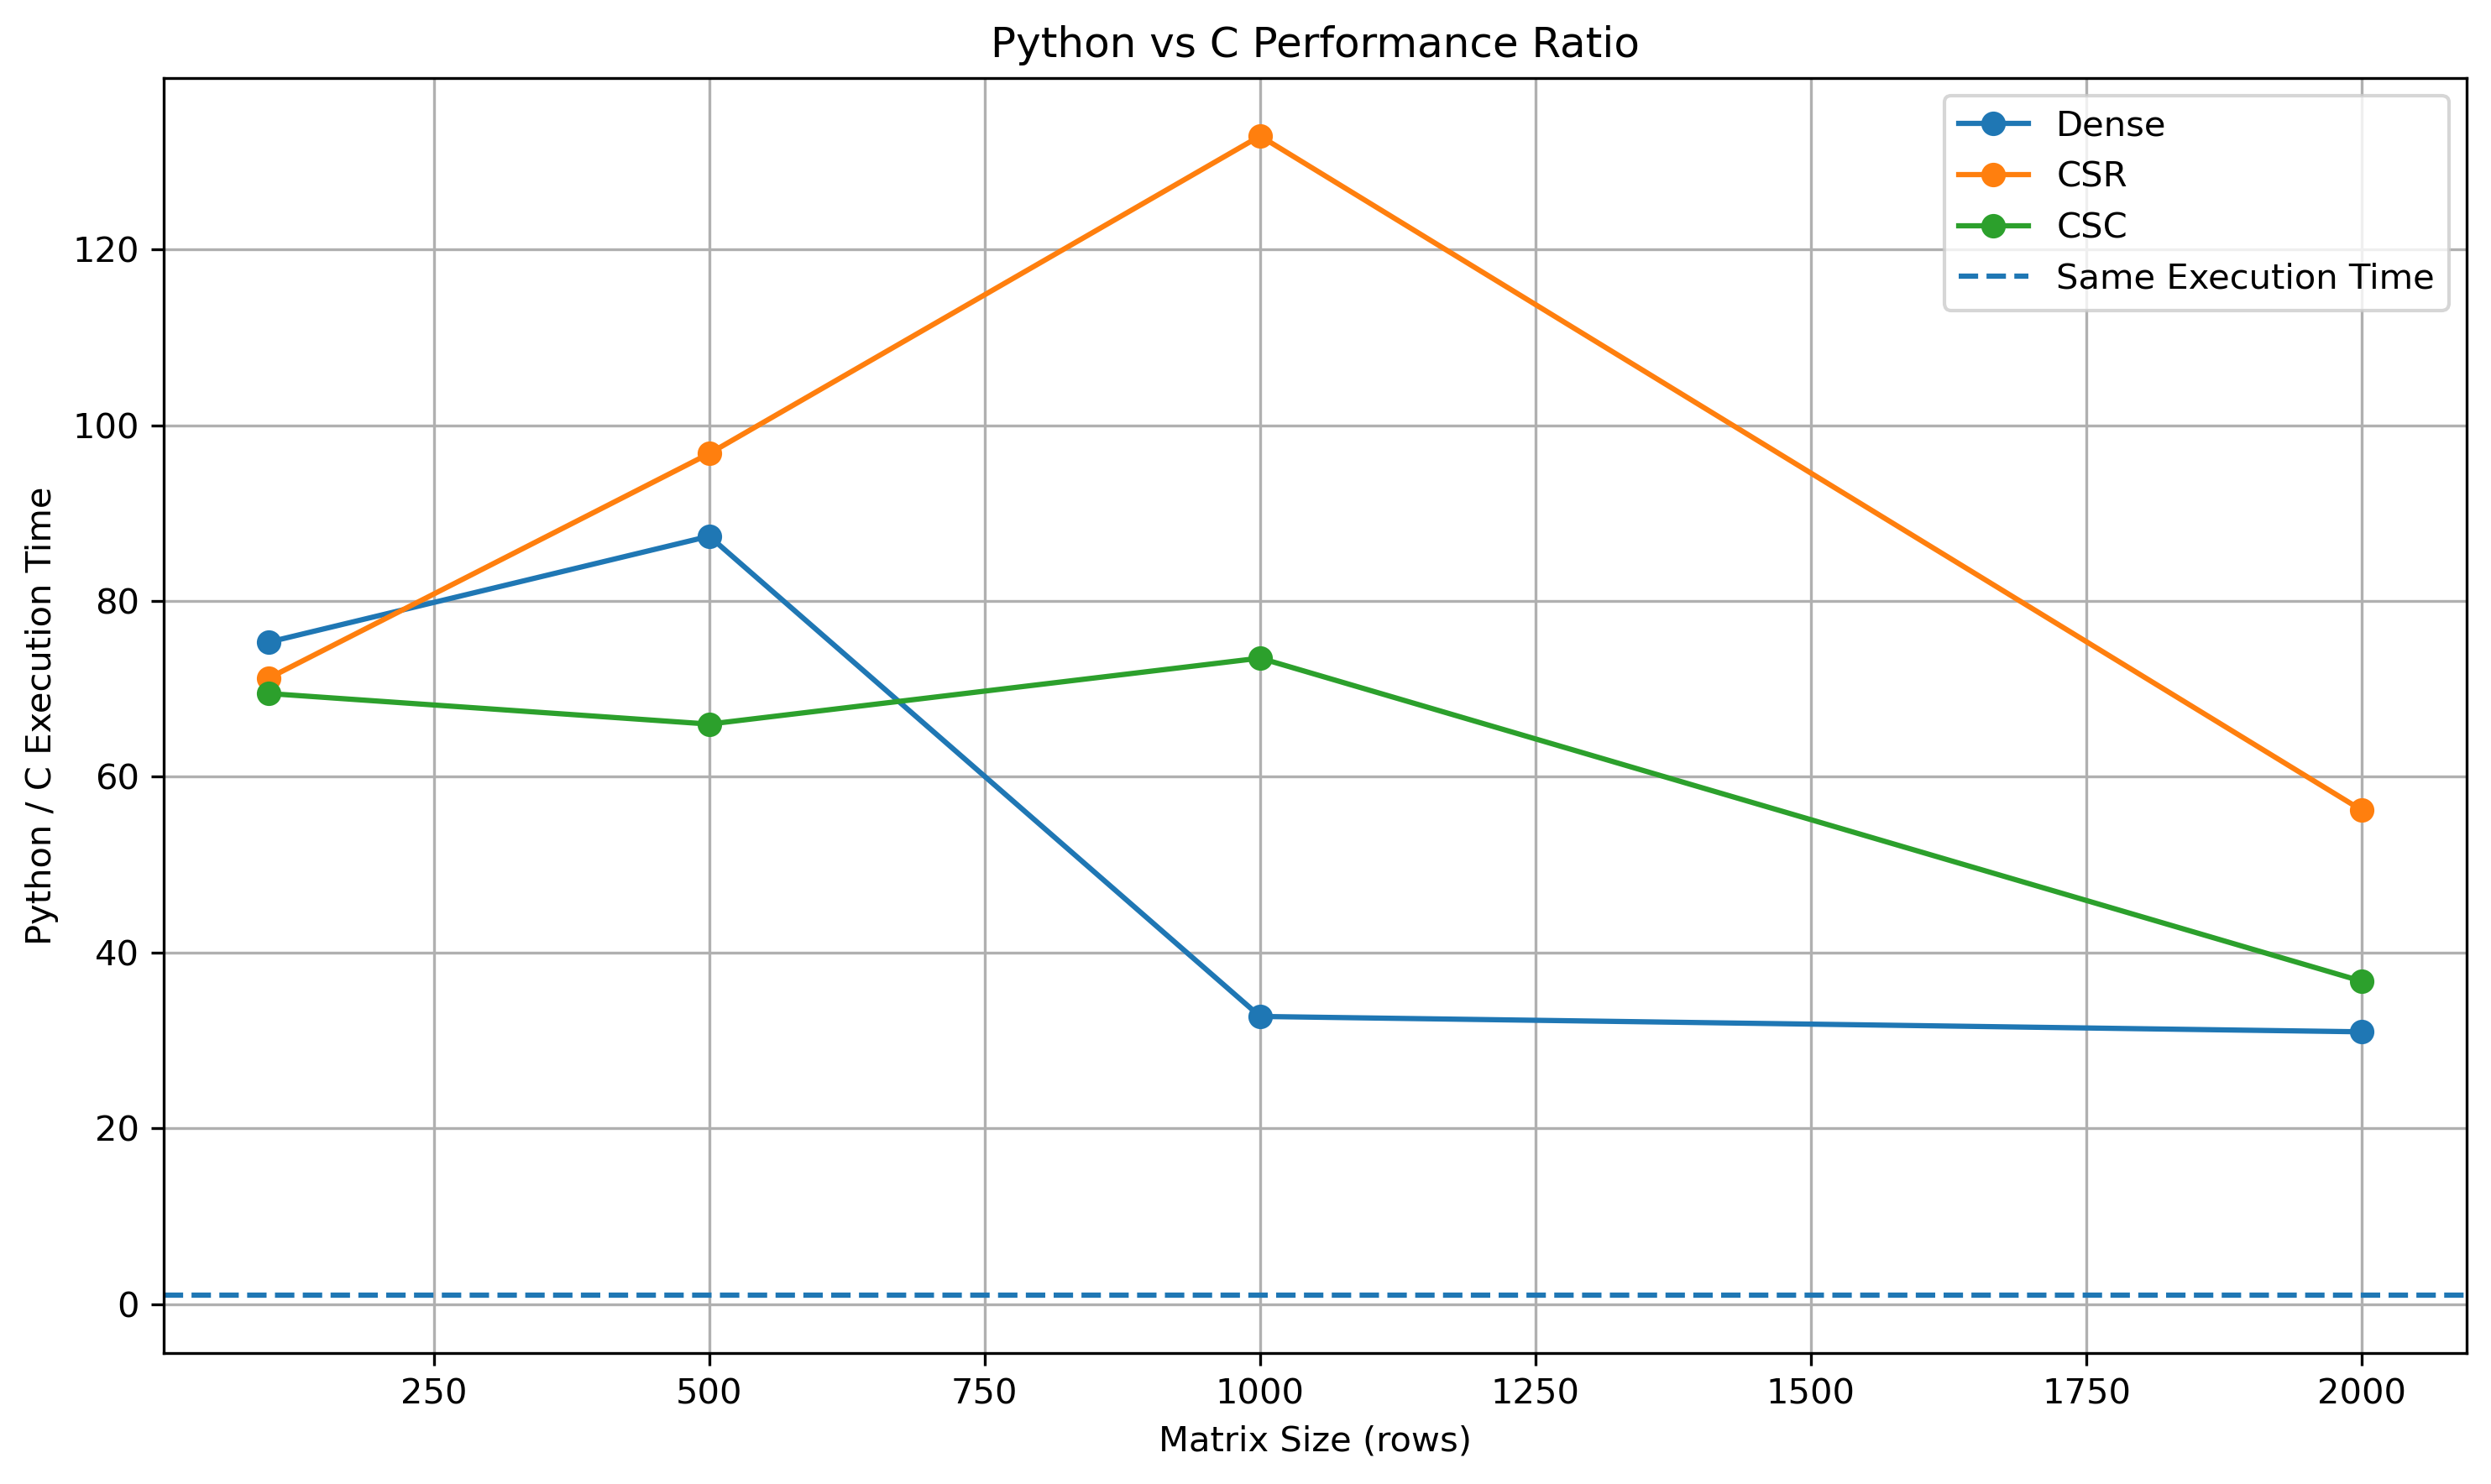 Python vs C Performance Ratio
Dense
CSR
CSC
Same Execution Time
Python / C Execution Time
120
100
80
60
40
20
0
250 500 750 1000 1250 1500 1750 2000
Matrix Size (rows)